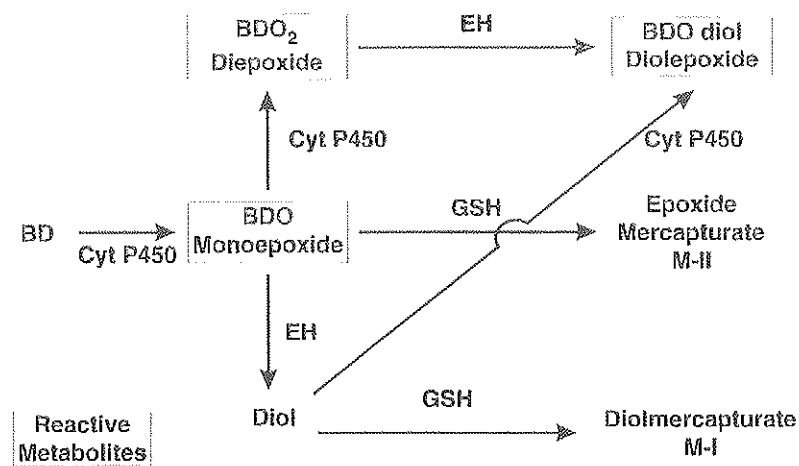 BDO₂
Diepoxide
EH
BDO diol
Diolepoxide
Cyt P450
Cyt P450
BD
Cyt P450
BDO
Monoepoxide
GSH
Epoxide
Mercapturate
M-II
EH
Reactive
Metabolites
Diol
GSH
Diolmercapturate
M-I